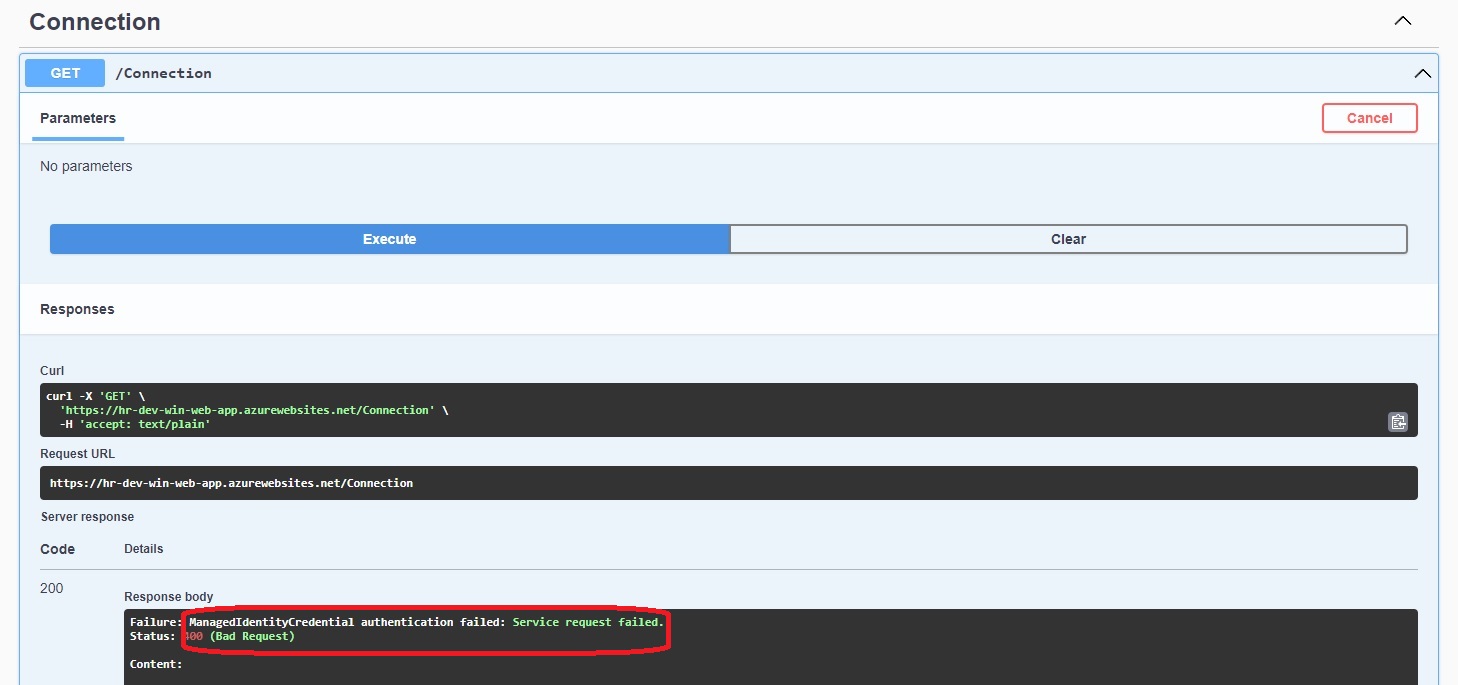 Connection
GET /Connection
Parameters
Cancel
No parameters
Execute
Clear
Responses
Curl
curl -X 'GET' \
'https://hr-dev-win-web-app.azurewebsites.net/Connection' \
-H 'accept: text/plain'
Request URL
https://hr-dev-win-web-app.azurewebsites.net/Connection
Server response
Code Details
200
Response body
Failure: ManagedIdentityCredential authentication failed: Service request failed.
Status: 400 (Bad Request)
Content: